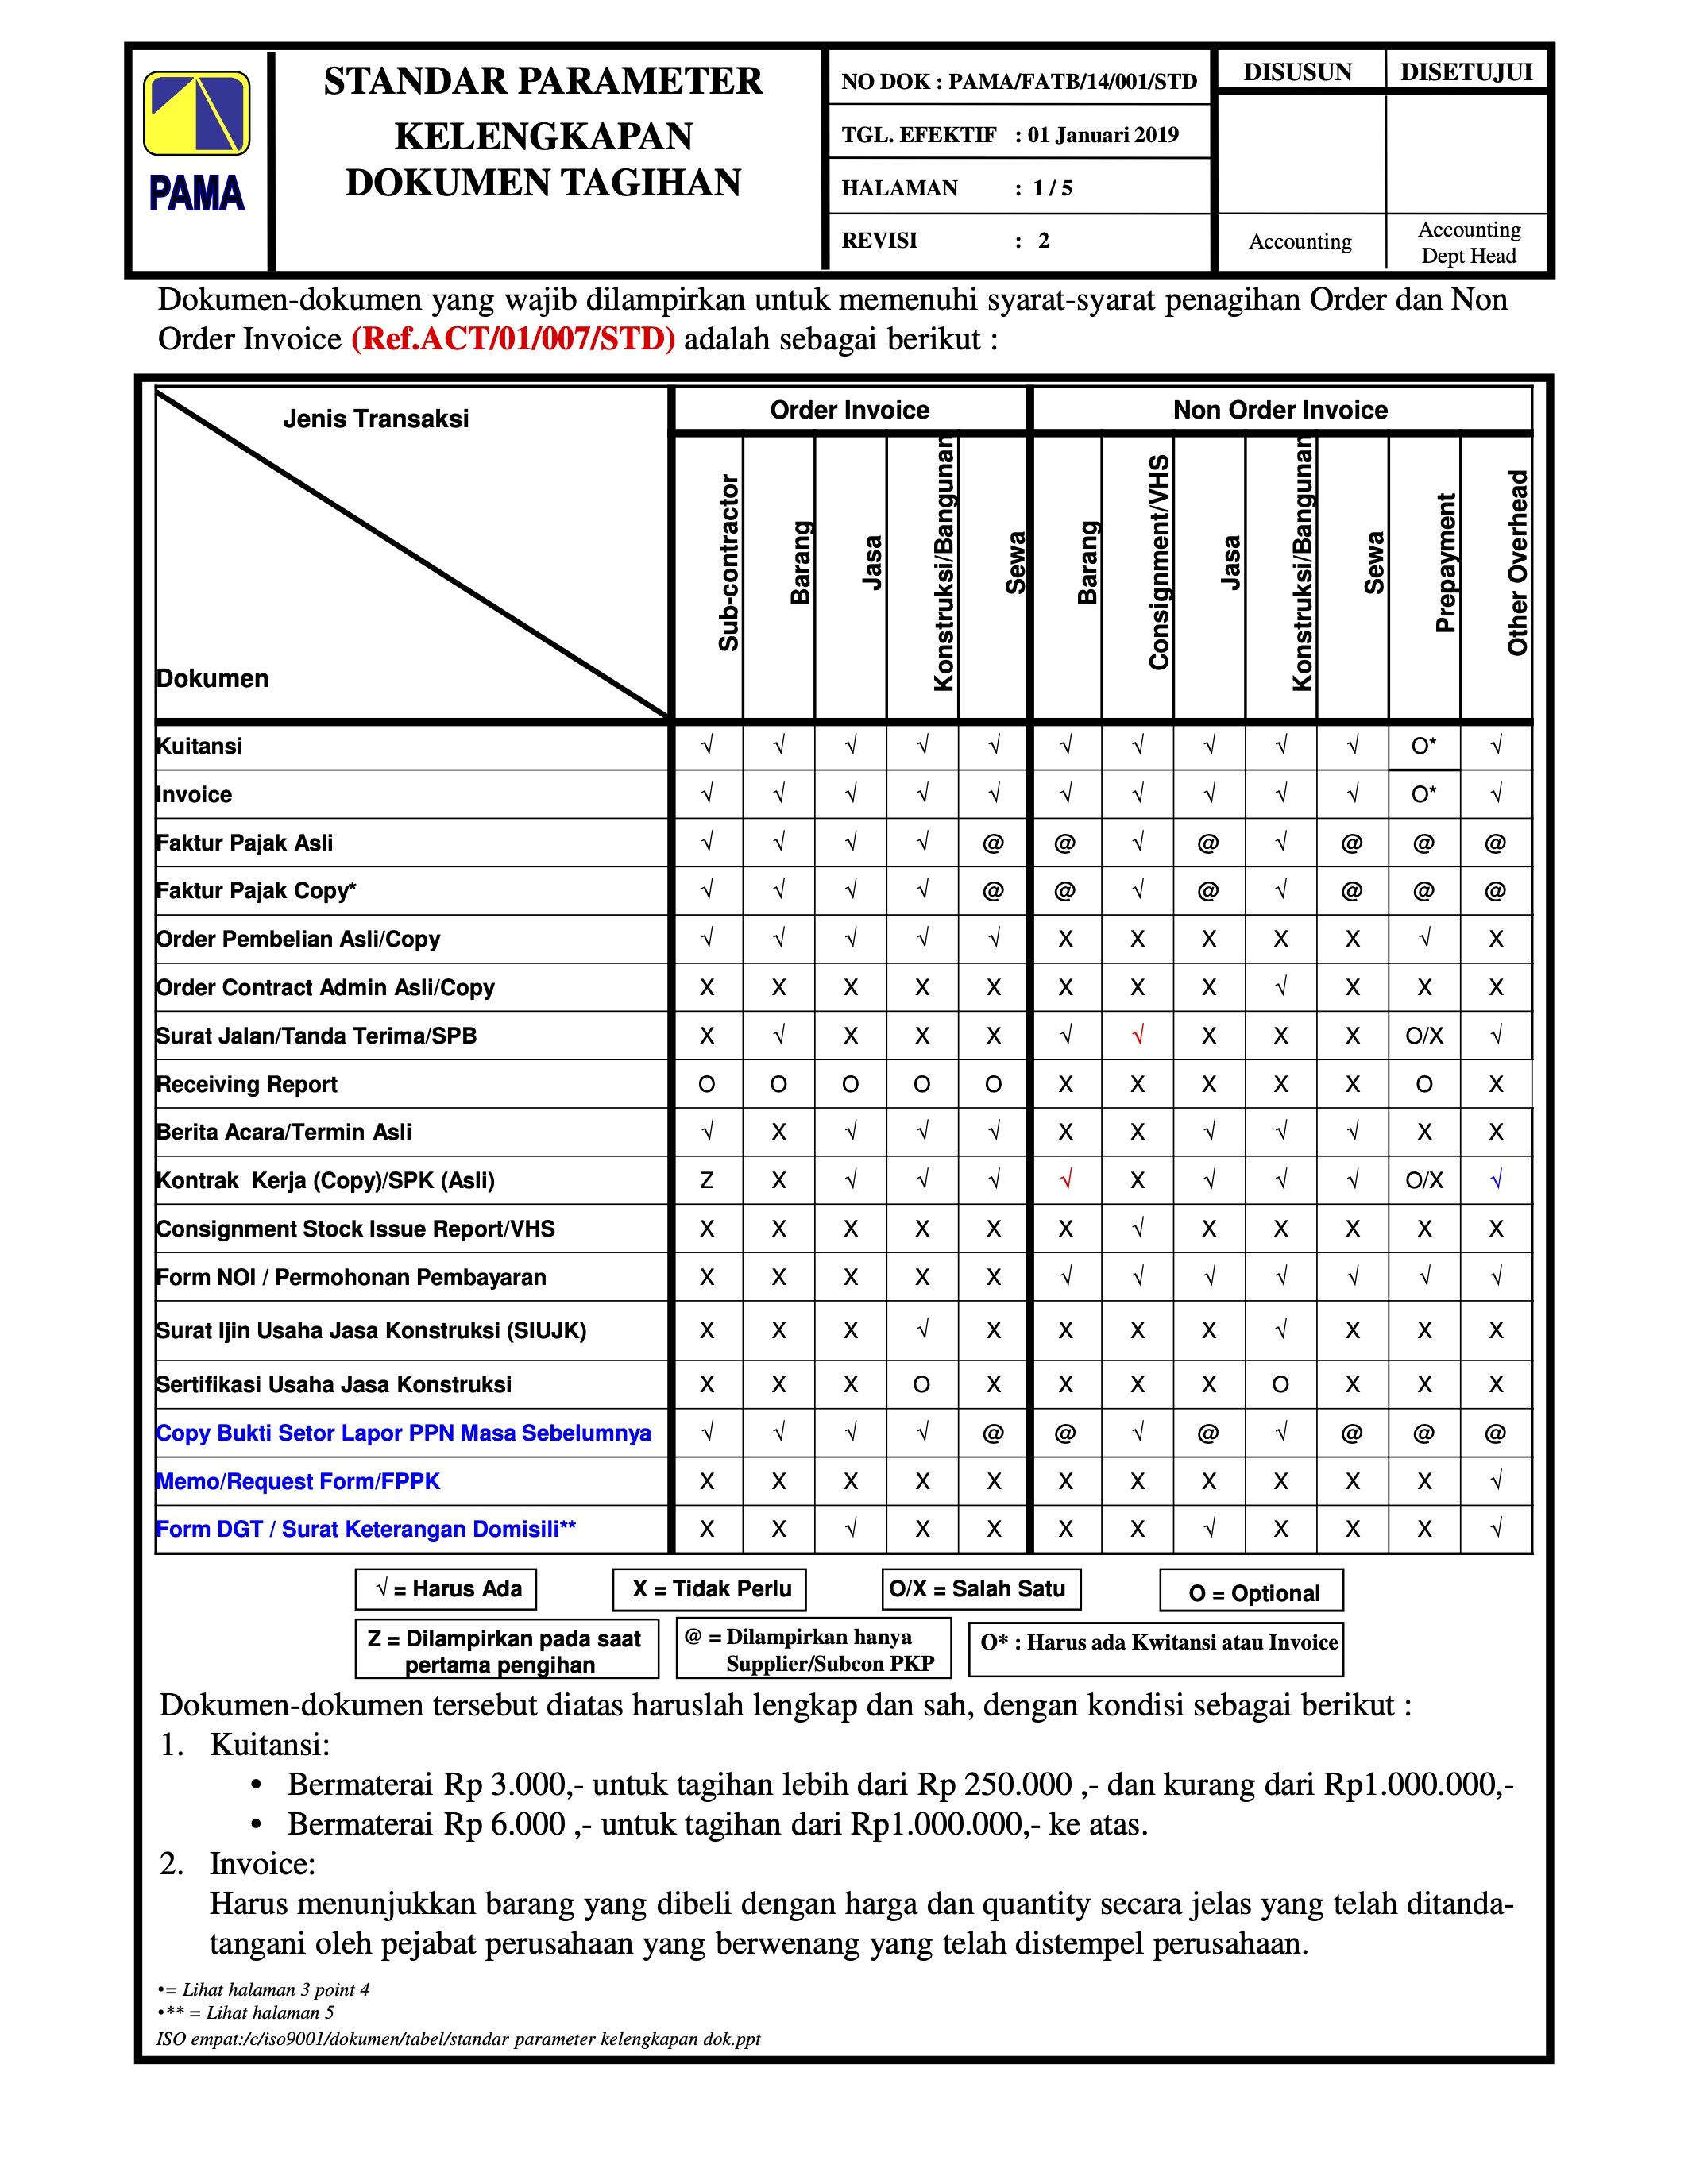 PAMA
STANDAR PARAMETER
KELENGKAPAN
DOKUMEN TAGIHAN
NO DOK : PAMA/FATB/14/001/STD
TGL. EFEKTIF : 01 Januari 2019
HALAMAN : 1 / 5
REVISI : 2
DISUSUN DISETUJUI
Accounting
Accounting
Dept Head
Dokumen-dokumen yang wajib dilampirkan untuk memenuhi syarat-syarat penagihan Order dan Non
Order Invoice (Ref.ACT/01/007/STD) adalah sebagai berikut :
Jenis Transaksi
Dokumen
Order Invoice Non Order Invoice
Sub-contractor
Barang
Jasa
Konstruksi/Bangunan
Sewa
Barang
Consignment/VHS
Jasa
Konstruksi/Bangunan
Sewa
Prepayment
Other Overhead
Kuitansi √ √ √ √ √ √ √ √ √ √ O* √
Invoice √ √ √ √ √ √ √ √ √ √ O* √
Faktur Pajak Asli √ √ √ √ @ @ √ @ √ @ @ @
Faktur Pajak Copy* √ √ √ √ @ @ √ @ √ @ @ @
Order Pembelian Asli/Copy √ √ √ √ √ X X X X X √ X
Order Contract Admin Asli/Copy X X X X X X X X √ X X X
Surat Jalan/Tanda Terima/SPB X √ X X X √ √ X X X O/X √
Receiving Report O O O O O X X X X X O X
Berita Acara/Termin Asli √ X √ √ √ X X √ √ √ X X
Kontrak Kerja (Copy)/SPK (Asli) Z X √ √ √ √ X √ √ √ O/X √
Consignment Stock Issue Report/VHS X X X X X X √ X X X X X
Form NOI / Permohonan Pembayaran X X X X X √ √ √ √ √ √ √
Surat Ijin Usaha Jasa Konstruksi (SIUJK) X X X √ X X X X √ X X X
Sertifikasi Usaha Jasa Konstruksi X X X O X X X X O X X X
Copy Bukti Setor Lapor PPN Masa Sebelumnya √ √ √ √ @ @ √ @ √ @ @ @
Memo/Request Form/FPPK X X X X X X X X X X X √
Form DGT / Surat Keterangan Domisili** X X √ X X X X √ X X X √
√ = Harus Ada X = Tidak Perlu O/X = Salah Satu O = Optional
Z = Dilampirkan pada saat
pertama pengihan
@ = Dilampirkan hanya
Supplier/Subcon PKP
O* : Harus ada Kwitansi atau Invoice
Dokumen-dokumen tersebut diatas haruslah lengkap dan sah, dengan kondisi sebagai berikut :
1. Kuitansi:
• Bermaterai Rp 3.000,- untuk tagihan lebih dari Rp 250.000 ,- dan kurang dari Rp1.000.000,-
• Bermaterai Rp 6.000 ,- untuk tagihan dari Rp1.000.000,- ke atas.
2. Invoice:
Harus menunjukkan barang yang dibeli dengan harga dan quantity secara jelas yang telah ditanda-
tangani oleh pejabat perusahaan yang berwenang yang telah distempel perusahaan.
•= Lihat halaman 3 point 4
•** = Lihat halaman 5
ISO empat:/c/iso9001/dokumen/tabel/standar parameter kelengkapan dok.ppt